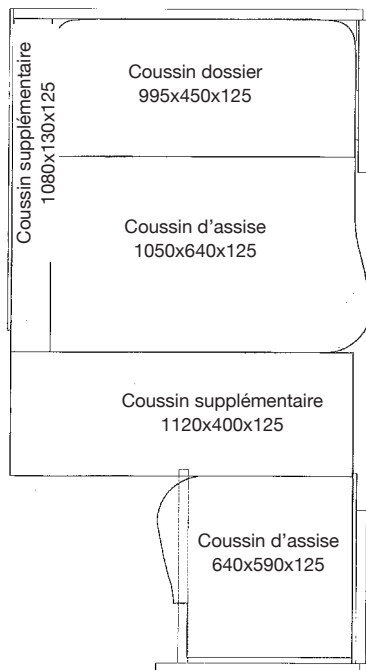 Coussin supplémentaire
1080x130x125
Coussin dossier
995x450x125
Coussin d'assise
1050x640x125
Coussin supplémentaire
1120x400x125
Coussin d'assise
640x590x125